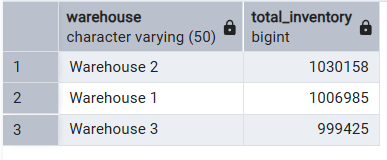 warehouse total_inventory
character varying (50) bigint
1 Warehouse 2 1030158
2 Warehouse 1 1006985
3 Warehouse 3 999425